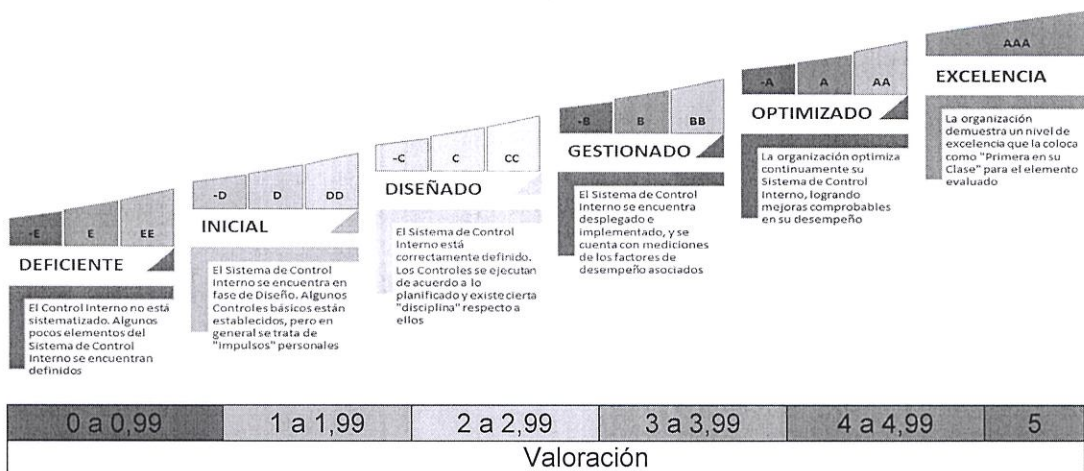 -E E EE
DEFICIENTE
El Control Interno no está
sistematizado. Algunos
pocos elementos del
Sistema de Control
Interno se encuentran
definidos
-D D DD
INICIAL
El Sistema de Control
Interno se encuentra en
fase de Diseño. Algunos
Controles básicos están
establecidos, pero en
general se trata de
"impulsos" personales
-C C CC
DISEÑADO
El Sistema de Control
Interno está
correctamente definido.
Los Controles se ejecutan
de acuerdo a lo
planificado y existe cierta
"disciplina" respecto a
ellos
-B B BB
GESTIONADO
El Sistema de Control
Interno se encuentra
desplegado e
implementado, y se
cuenta con mediciones
de los factores de
desempeño asociados
-A A AA
OPTIMIZADO
La organización optimiza
continuamente su
Sistema de Control
Interno, logrando
mejoras comprobables
en su desempeño
AAA
EXCELENCIA
La organización
demuestra un nivel de
excelencia que la coloca
como "Primera en su
Clase" para el elemento
evaluado
0 a 0,99 1 a 1,99 2 a 2,99 3 a 3,99 4 a 4,99 5
Valoración